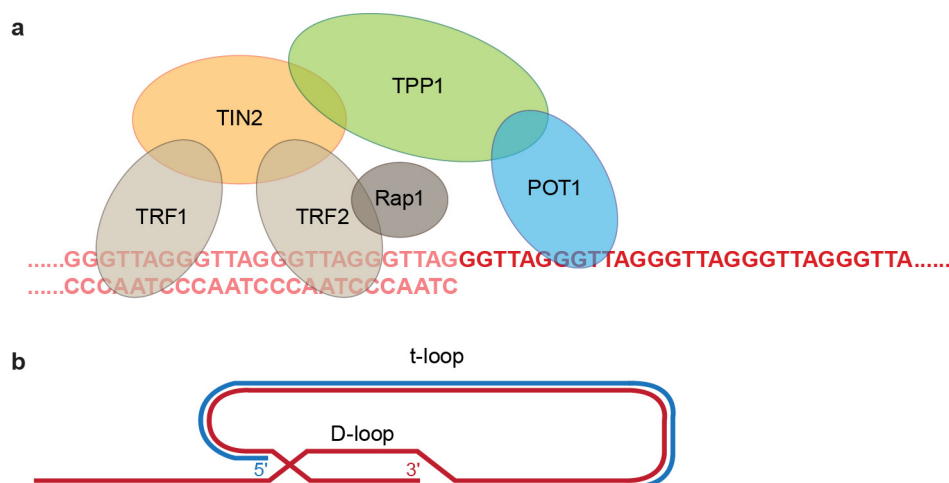 a
TPP1
TIN2
POT1
Rap1
TRF1
TRF2
......GGGTTAGGGTTAGGGTTAGGGTTAGGGTTAGGGTTAGGGTTAGGGTTAGGGTTA......
......CCCAATCCCAATCCCAATCCCAATC
b
t-loop
D-loop
5'
3'